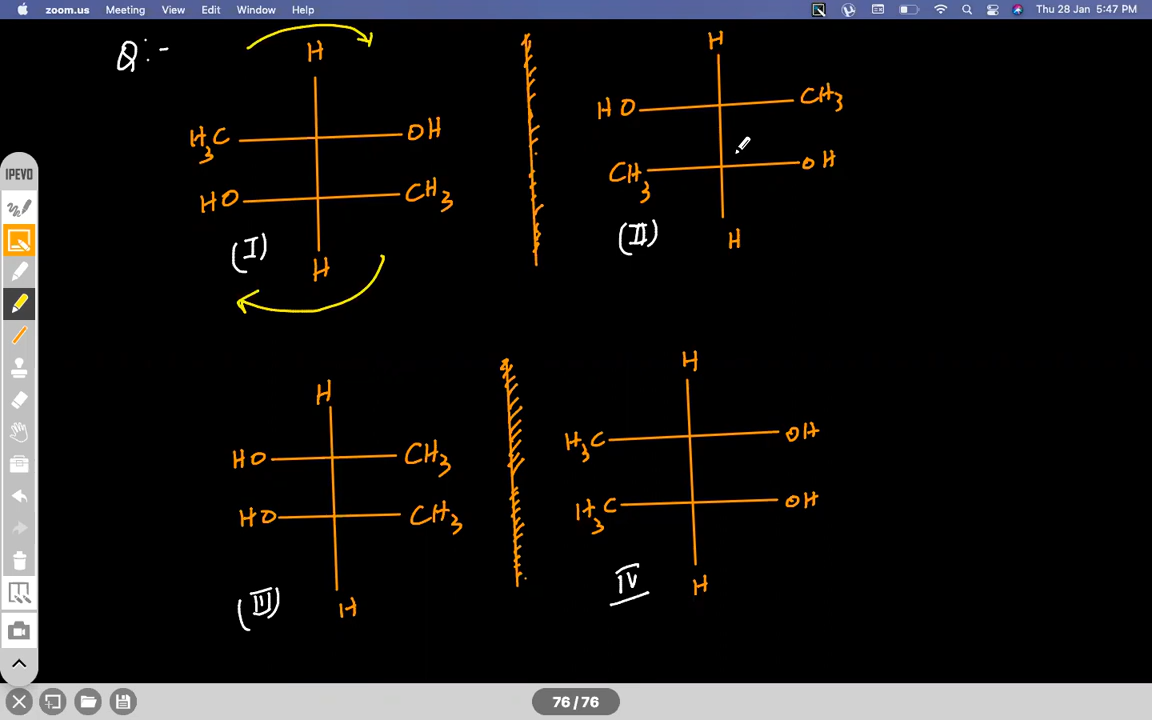 zoom.us Meeting View Edit Window Help Thu 28 Jan 5:47 PM
Q:-
H
H3C OH
HO CH3
(I)
H
H
HO CH3
CH3 OH
(II)
H
IPEVO
H
HO CH3
HO CH3
(III)
H
H
H3C OH
H3C OH
IV
H
76 / 76